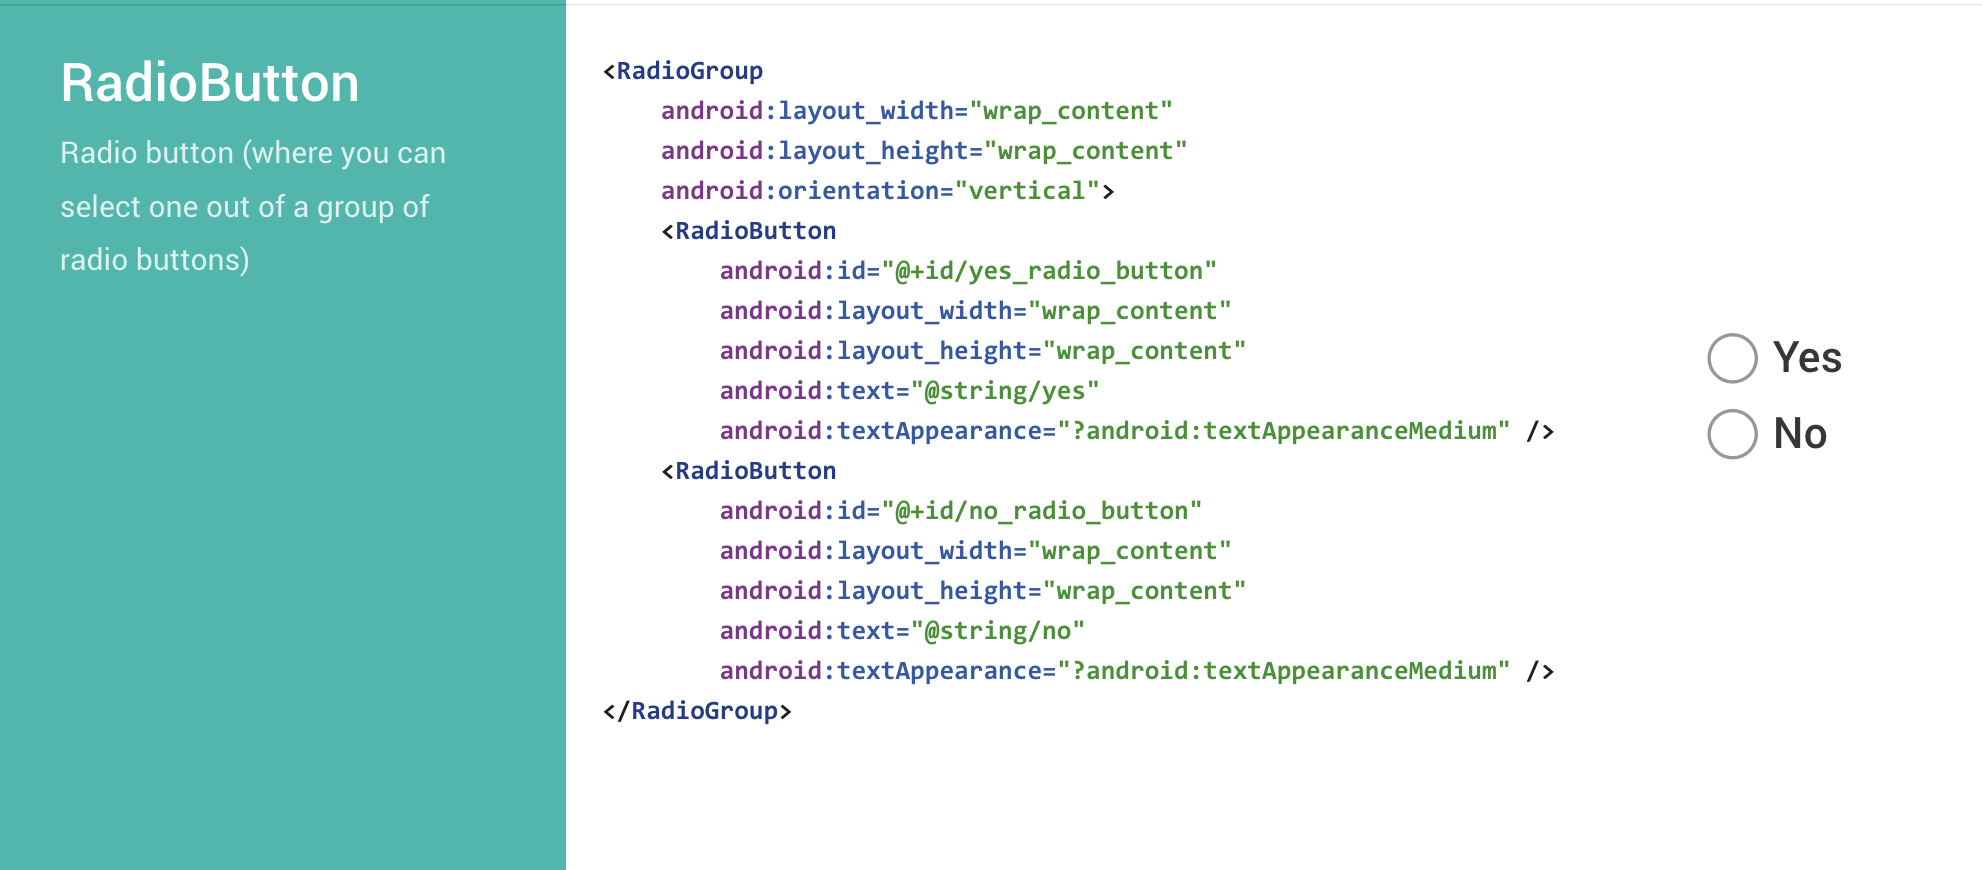 RadioButton
Radio button (where you can
select one out of a group of
radio buttons)
<RadioGroup
    android:layout_width="wrap_content"
    android:layout_height="wrap_content"
    android:orientation="vertical">
    <RadioButton
        android:id="@+id/yes_radio_button"
        android:layout_width="wrap_content"
        android:layout_height="wrap_content"
        android:text="@string/yes"
        android:textAppearance="?android:textAppearanceMedium" />
    <RadioButton
        android:id="@+id/no_radio_button"
        android:layout_width="wrap_content"
        android:layout_height="wrap_content"
        android:text="@string/no"
        android:textAppearance="?android:textAppearanceMedium" />
</RadioGroup>
Yes
No